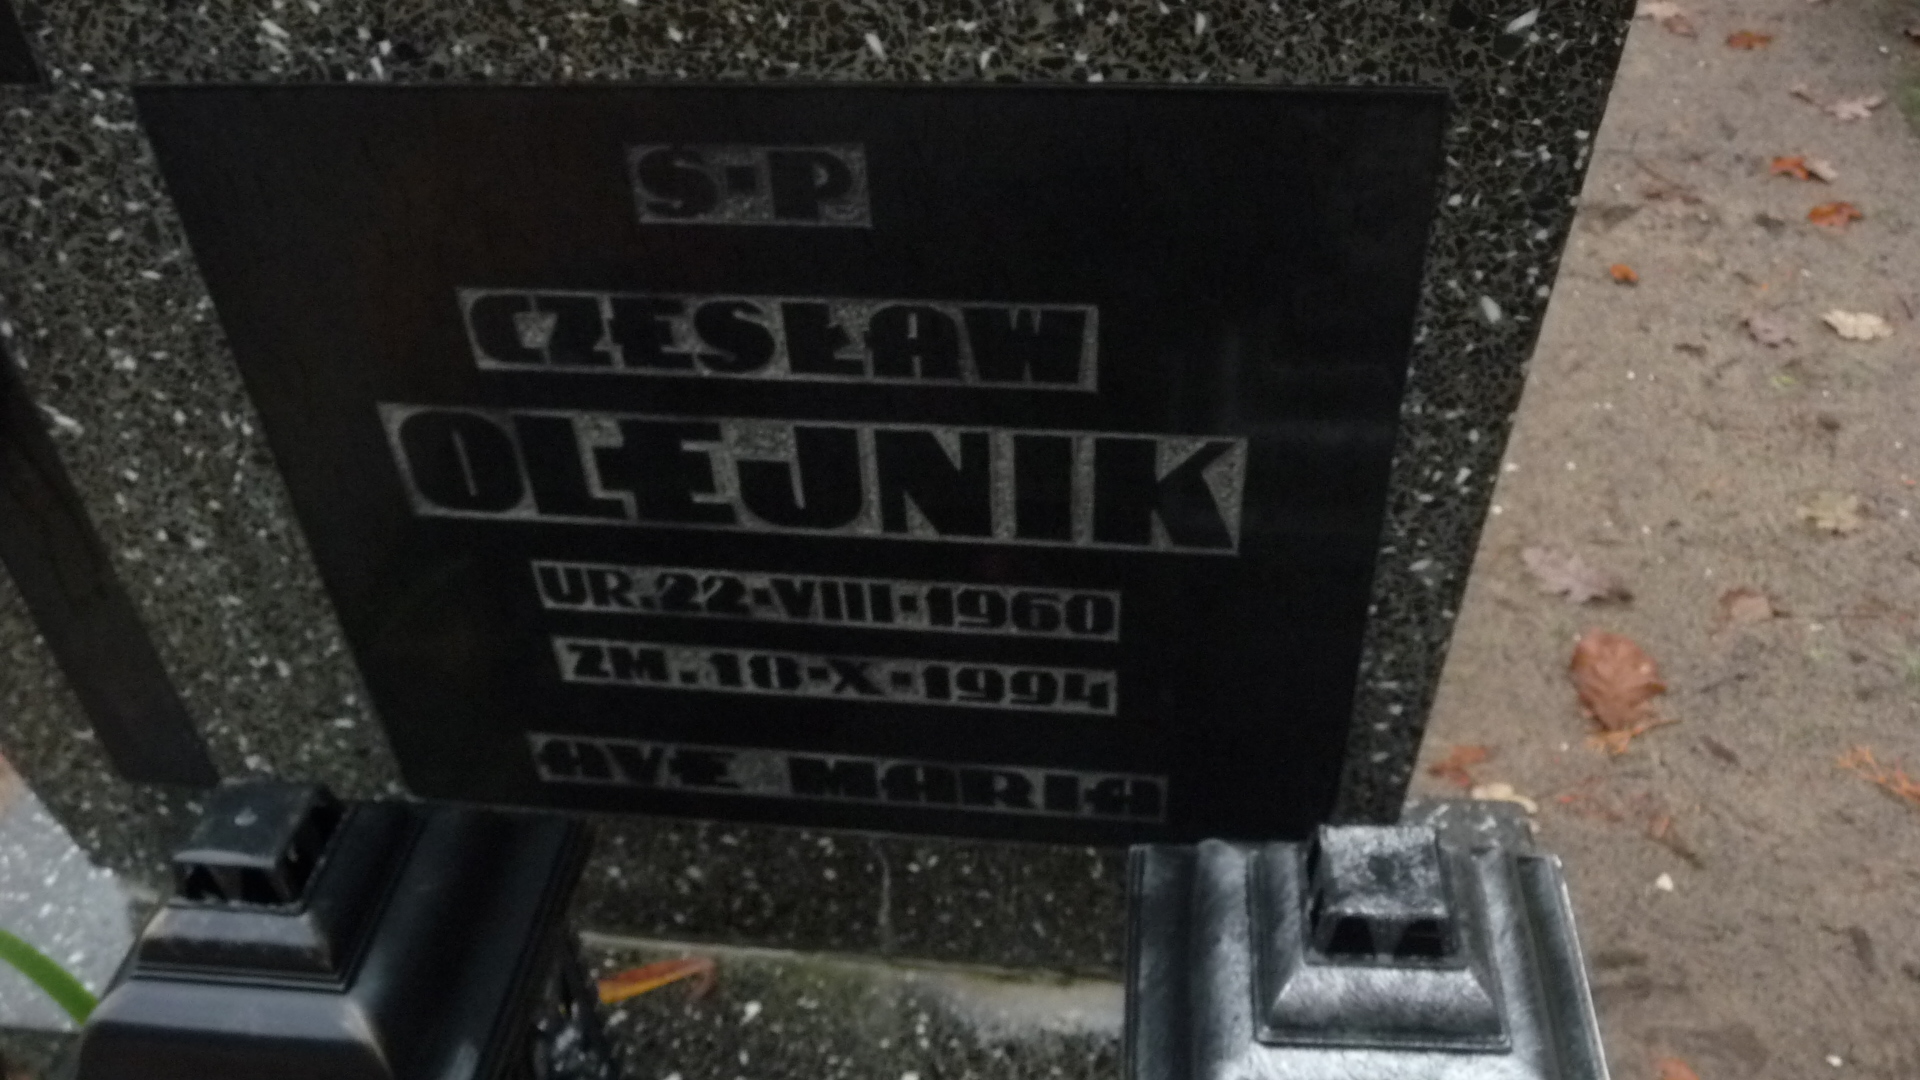 S·P
CZESŁAW
OLEJNIK
UR.22·VIII·1960
ZM.18·X·1994
AVE MARIA